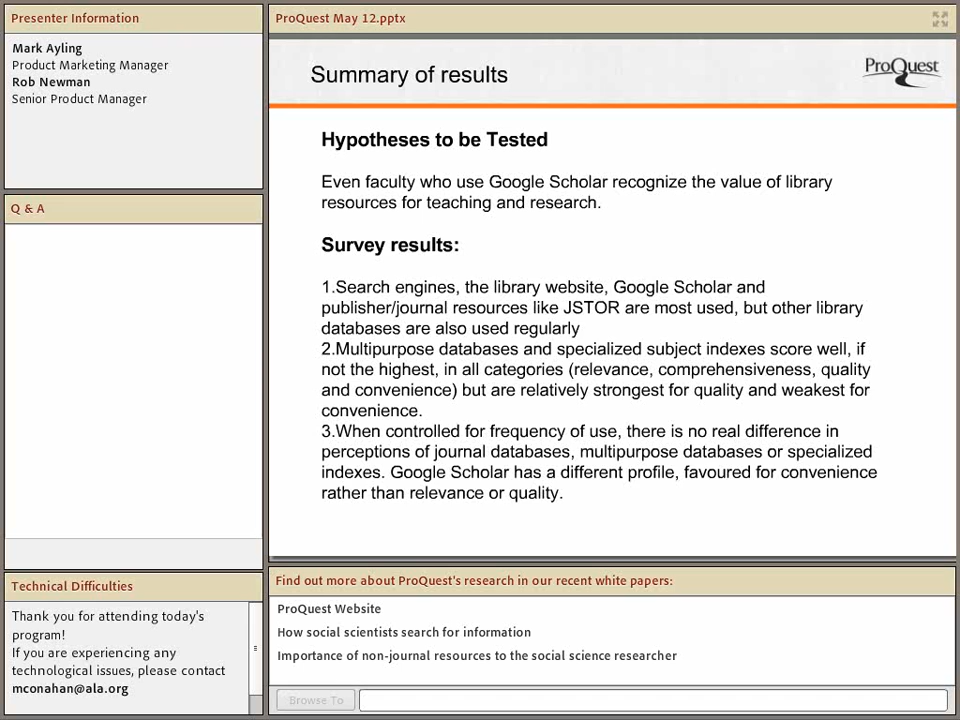 Presenter Information
Mark Ayling
Product Marketing Manager
Rob Newman
Senior Product Manager
Q & A
Technical Difficulties
Thank you for attending today's
program!
If you are experiencing any
technological issues, please contact
mconahan@ala.org
ProQuest May 12.pptx
Summary of results
ProQuest
Hypotheses to be Tested
Even faculty who use Google Scholar recognize the value of library
resources for teaching and research.
Survey results:
1.Search engines, the library website, Google Scholar and
publisher/journal resources like JSTOR are most used, but other library
databases are also used regularly
2.Multipurpose databases and specialized subject indexes score well, if
not the highest, in all categories (relevance, comprehensiveness, quality
and convenience) but are relatively strongest for quality and weakest for
convenience.
3.When controlled for frequency of use, there is no real difference in
perceptions of journal databases, multipurpose databases or specialized
indexes. Google Scholar has a different profile, favoured for convenience
rather than relevance or quality.
Find out more about ProQuest's research in our recent white papers:
ProQuest Website
How social scientists search for information
Importance of non-journal resources to the social science researcher
Browse To